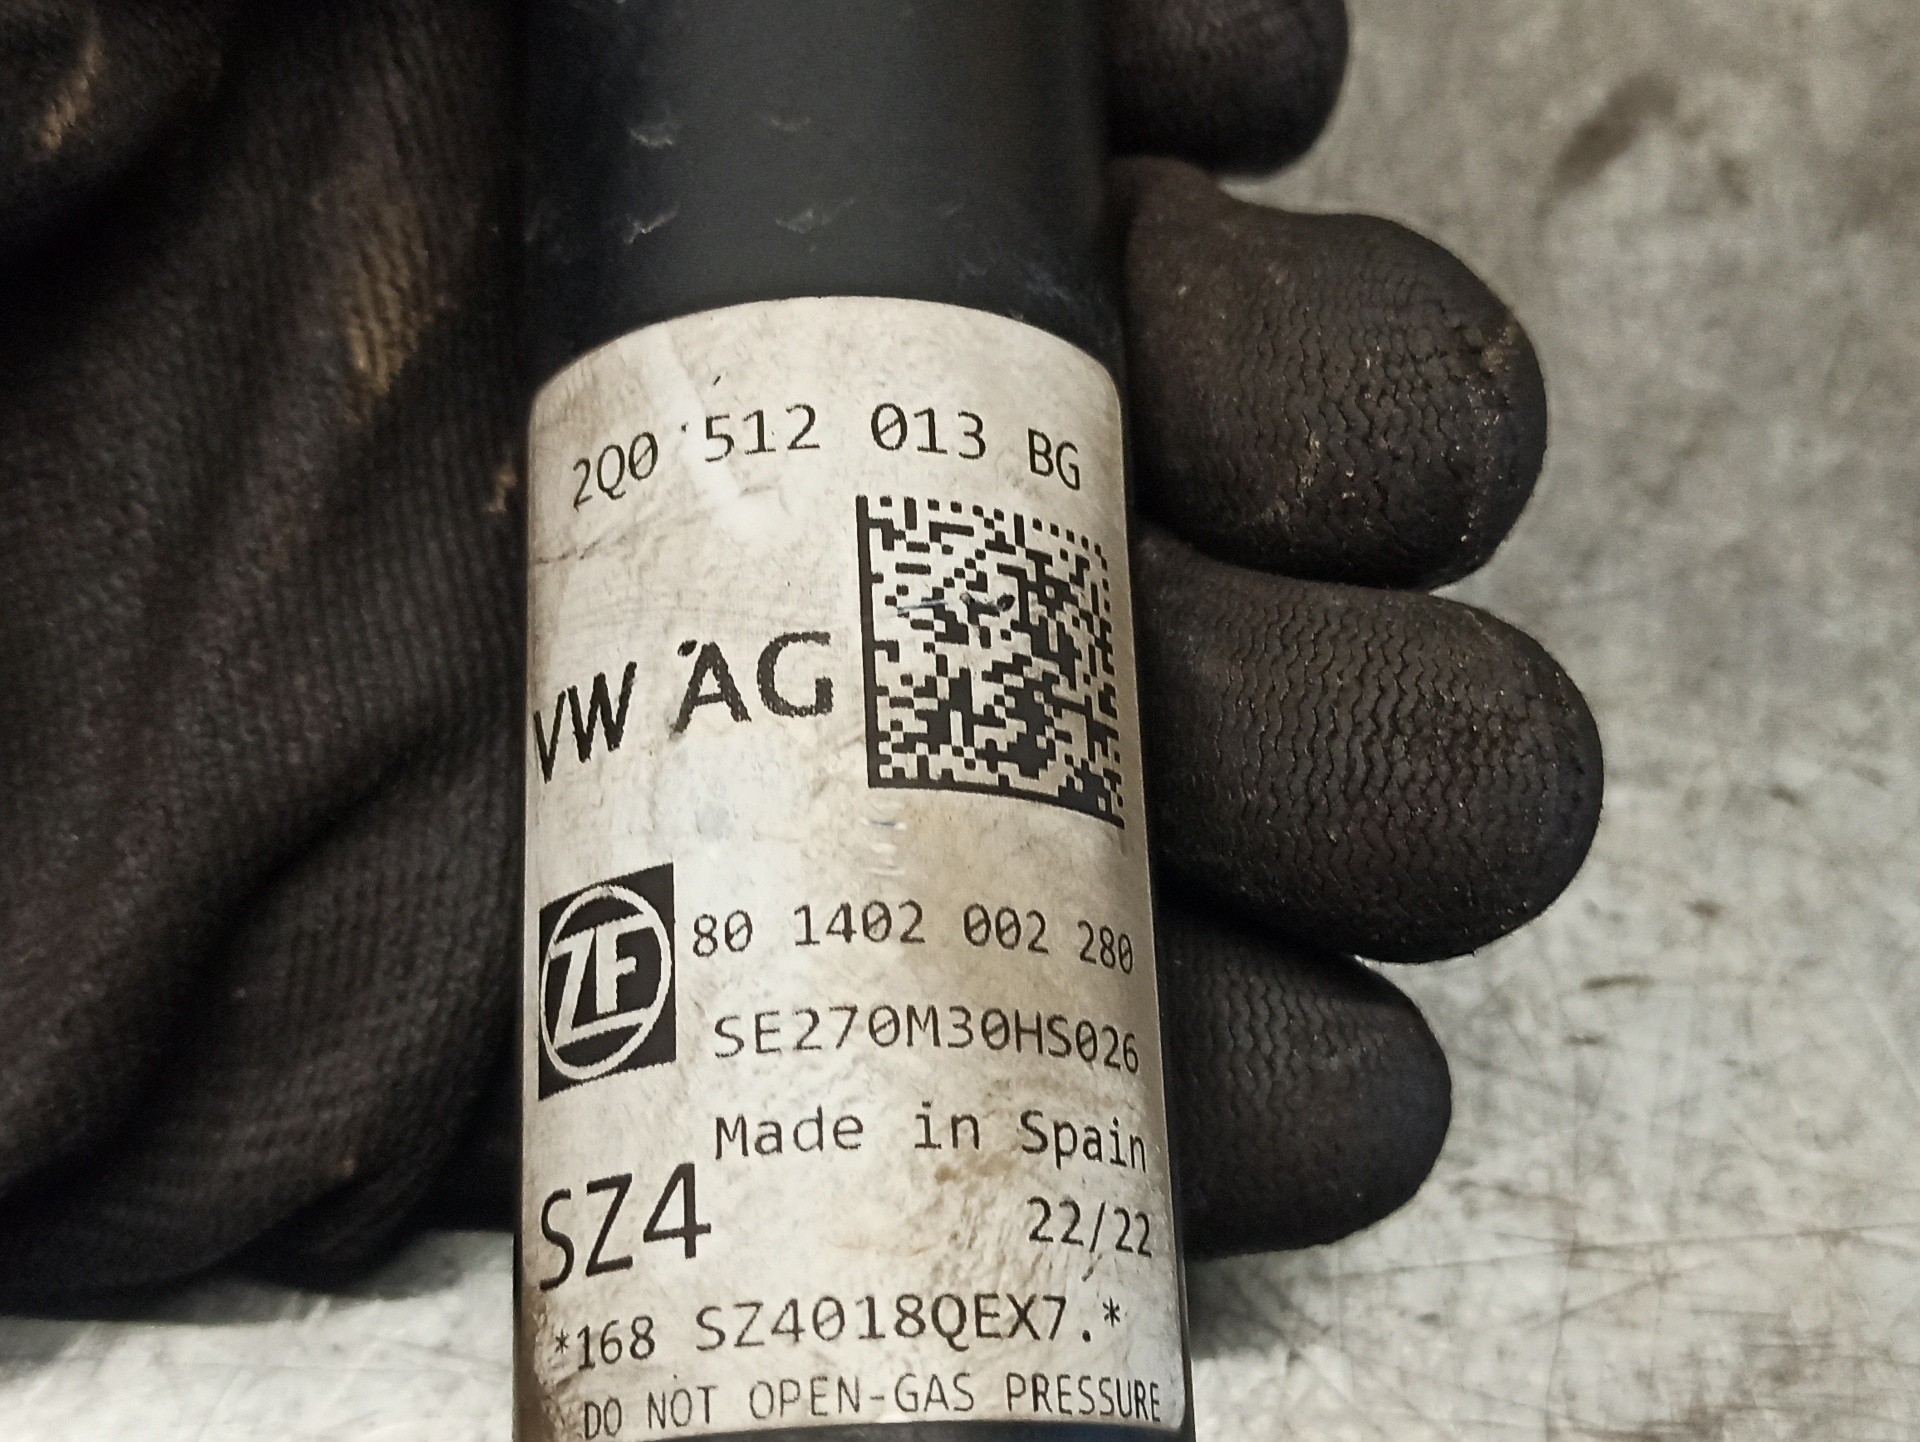 2Q0 512 013 BG
VW AG
ZF 80 1402 002 280
SE270M30HS026
Made in Spain
SZ4 22/22
*168 SZ4018QEX7.*
DO NOT OPEN-GAS PRESSURE